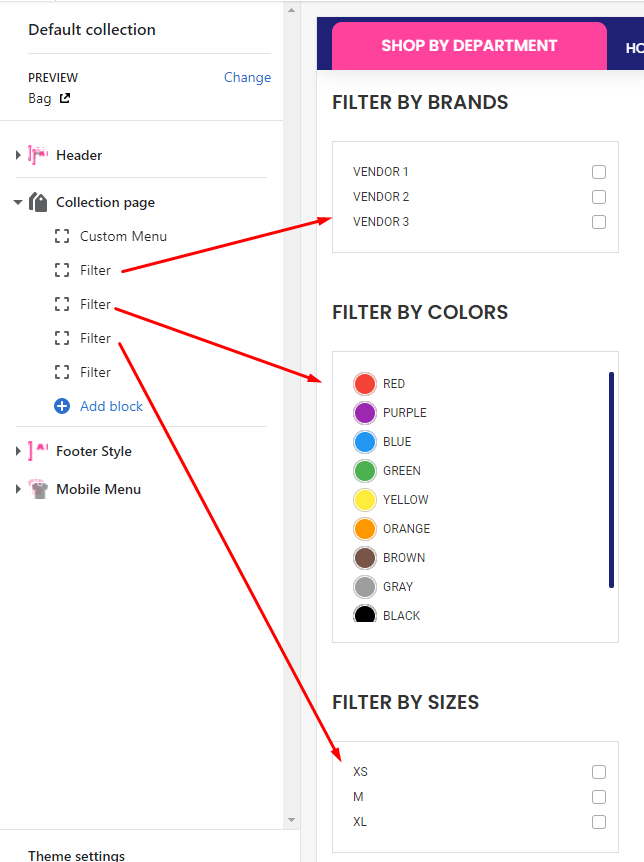 Default collection
PREVIEW
Change
Bag
Header
Collection page
Custom Menu
Filter
Filter
Filter
Filter
Add block
Footer Style
Mobile Menu
Theme settings
SHOP BY DEPARTMENT
HO
FILTER BY BRANDS
VENDOR 1
VENDOR 2
VENDOR 3
FILTER BY COLORS
RED
PURPLE
BLUE
GREEN
YELLOW
ORANGE
BROWN
GRAY
BLACK
FILTER BY SIZES
XS
M
XL